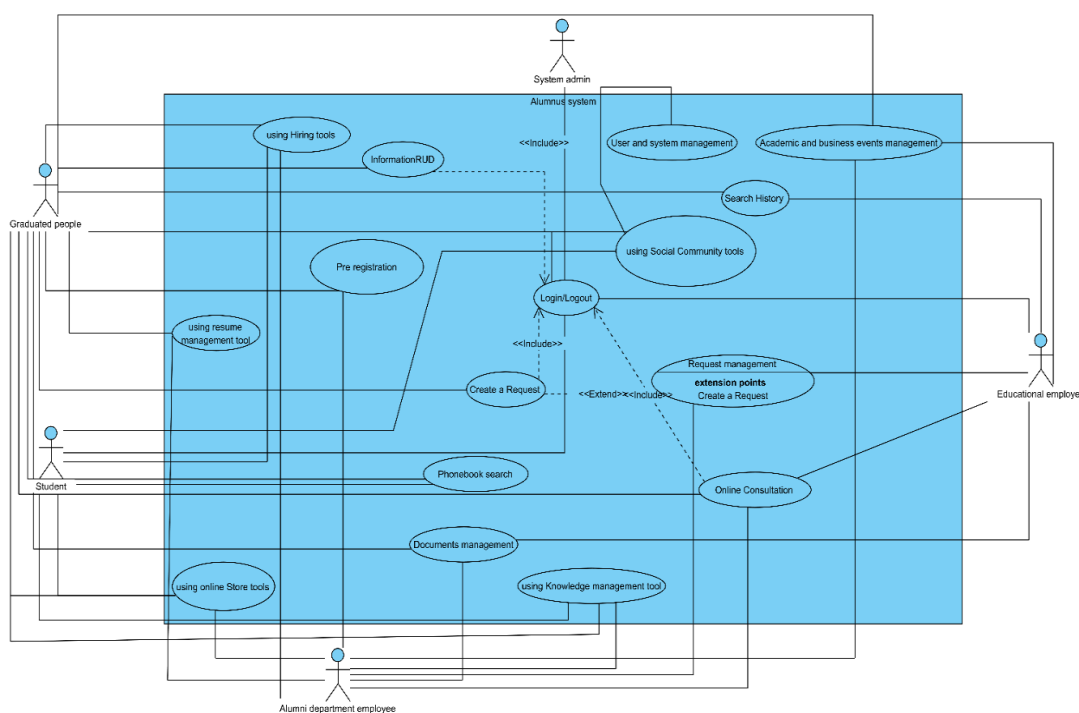 System admin
Alumnus system
using Hiring tools
<<Include>>
User and system management
Academic and business events management
InformationRUD
Search History
Graduated people
using Social Community tools
Pre registration
Login/Logout
using resume
management tool
<<Include>>
Request management
extension points
Create a Request
Create a Request
<<Extend>>
<<Include>>
Educational employe
Phonebook search
Student
Online Consultation
Documents management
using online Store tools
using Knowledge management tool
Alumni department employee